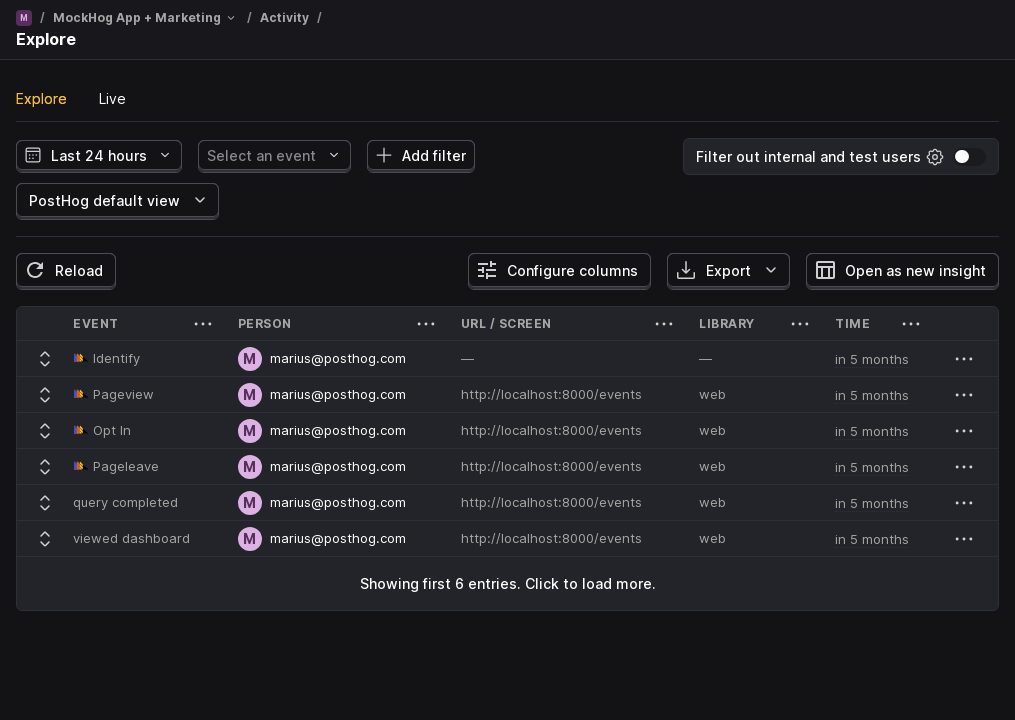 M / MockHog App + Marketing / Activity /
Explore
Explore Live
Last 24 hours Select an event Add filter Filter out internal and test users
PostHog default view
Reload Configure columns Export Open as new insight
EVENT PERSON URL / SCREEN LIBRARY TIME
Identify M marius@posthog.com — — in 5 months
Pageview M marius@posthog.com http://localhost:8000/events web in 5 months
Opt In M marius@posthog.com http://localhost:8000/events web in 5 months
Pageleave M marius@posthog.com http://localhost:8000/events web in 5 months
query completed M marius@posthog.com http://localhost:8000/events web in 5 months
viewed dashboard M marius@posthog.com http://localhost:8000/events web in 5 months
Showing first 6 entries. Click to load more.